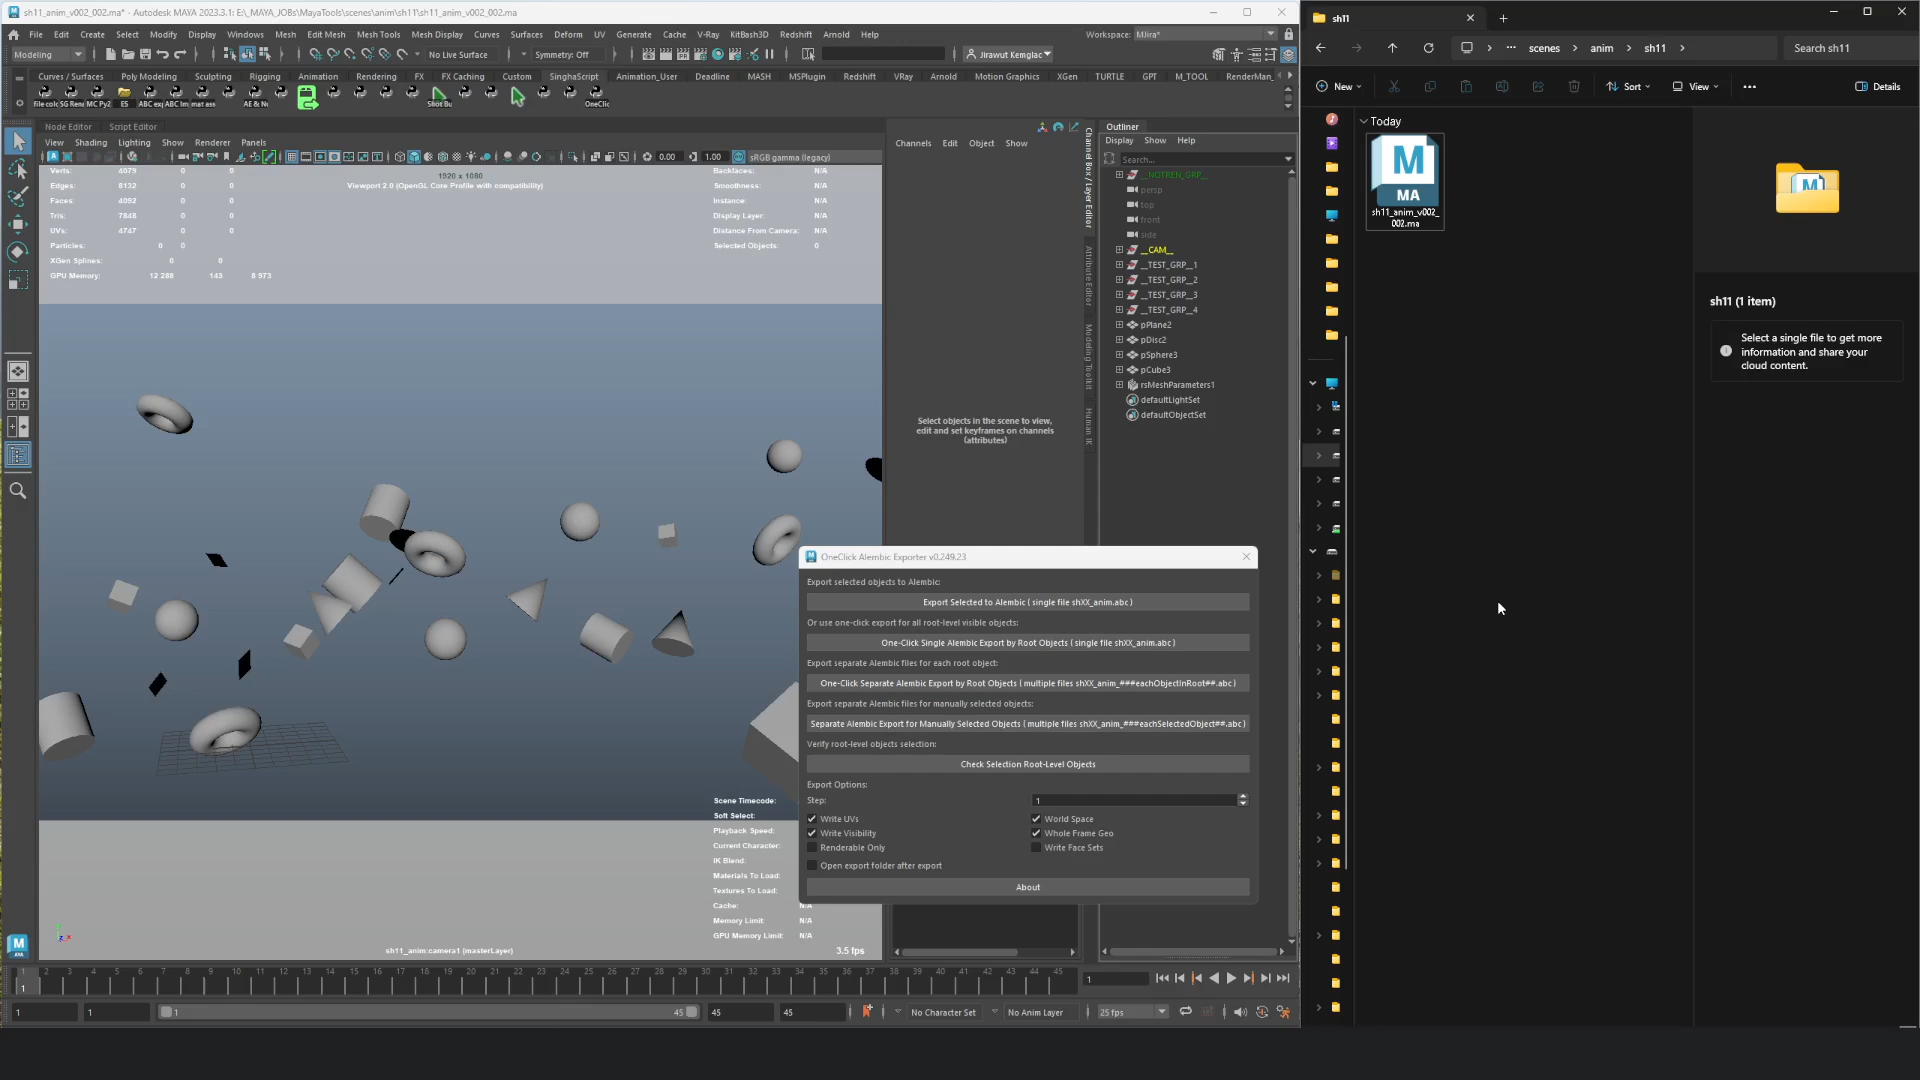 sh11_anim_v002_002.ma* - Autodesk MAYA 2023.3.1: E:\_MAYA_JOBs\MayaTools\scenes\anim\sh11\sh11_anim_v002_002.ma
File Edit Create Select Modify Display Windows Mesh Edit Mesh Mesh Tools Mesh Display Curves Surfaces Deform UV Generate Cache V-Ray KitBash3D Redshift Arnold Help
Workspace: MJira*
Modeling
No Live Surface
Symmetry: Off
Jirawut Kemglac
Curves / Surfaces Poly Modeling Sculpting Rigging Animation Rendering FX FX Caching Custom SinghaScript Animation_User Deadline MASH MSPlugin Redshift VRay Arnold Motion Graphics XGen TURTLE GPT M_TOOL RenderMan_
file colc SG Rena MC Py2 ES ABC exp ABC Im mat ass AE & Nu Shot Bu OneClic
Node Editor Script Editor
View Shading Lighting Show Renderer Panels
0.00 1.00 sRGB gamma (legacy)
1920 x 1080
Viewport 2.0 (OpenGL Core Profile with compatibility)
Verts: 4079 0 0
Edges: 8132 0 0
Faces: 4092 0 0
Tris: 7848 0 0
UVs: 4747 0 0
Particles: 0 0
XGen Splines: 0 0
GPU Memory: 12 288 143 8 973
Backfaces: N/A
Smoothness: N/A
Instance: N/A
Display Layer: N/A
Distance From Camera: N/A
Selected Objects: 0
Scene Timecode:
Soft Select:
Playback Speed:
Current Character:
IK Blend:
Materials To Load:
Textures To Load:
Cache: N/A
Memory Limit: N/A
GPU Memory Limit: N/A
sh11_anim:camera1 (masterLayer)
3.5 fps
Channels Edit Object Show
Select objects in the scene to view,
edit and set keyframes on channels
(attributes)
Channel Box / Layer Editor
Attribute Editor
Modeling Toolkit
Human IK
Outliner
Display Show Help
Search...
__NOTREN_GRP__
persp
top
front
side
__CAM__
__TEST_GRP__1
__TEST_GRP__2
__TEST_GRP__3
__TEST_GRP__4
pPlane2
pDisc2
pSphere3
pCube3
rsMeshParameters1
defaultLightSet
defaultObjectSet
OneClick Alembic Exporter v0.249.23
Export selected objects to Alembic:
Export Selected to Alembic ( single file shXX_anim.abc )
Or use one-click export for all root-level visible objects:
One-Click Single Alembic Export by Root Objects ( single file shXX_anim.abc )
Export separate Alembic files for each root object:
One-Click Separate Alembic Export by Root Objects ( multiple files shXX_anim_###eachObjectInRoot##.abc )
Export separate Alembic files for manually selected objects:
Separate Alembic Export for Manually Selected Objects ( multiple files shXX_anim_###eachSelectedObject##.abc )
Verify root-level objects selection:
Check Selection Root-Level Objects
Export Options:
Step: 1
Write UVs World Space
Write Visibility Whole Frame Geo
Renderable Only Write Face Sets
Open export folder after export
About
1 2 3 4 5 6 7 8 9 10 11 12 13 14 15 16 17 18 19 20 21 22 23 24 25 26 27 28 29 30 31 32 33 34 35 36 37 38 39 40 41 42 43 44 45
1
1
1 1 1 45 45 45
No Character Set
No Anim Layer
25 fps
sh11
scenes anim sh11
Search sh11
New Sort View Details
Today
MA
sh11_anim_v002_
002.ma
sh11 (1 item)
Select a single file to get more
information and share your
cloud content.